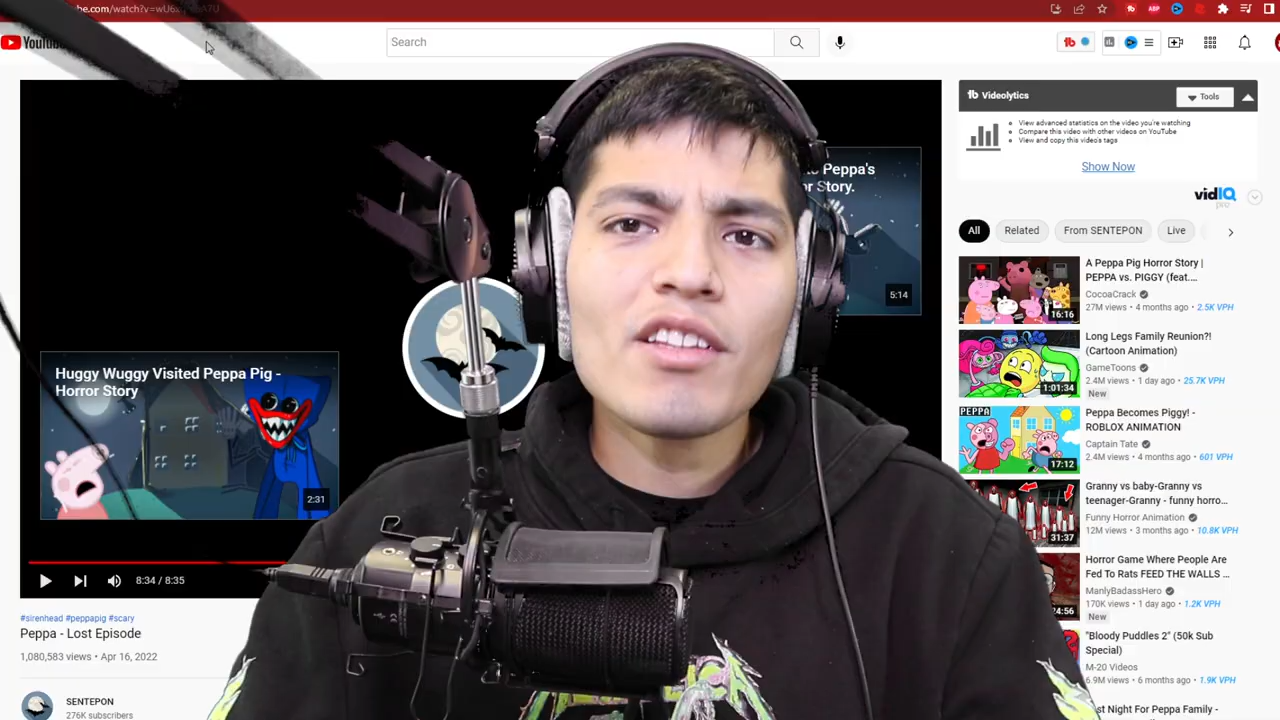 YouTube
Search
to Peppa's
or Story.
5:14
Huggy Wuggy Visited Peppa Pig -
Horror Story
2:31
8:34 / 8:35
#sirenhead #peppapig #scary
Peppa - Lost Episode
1,080,583 views • Apr 16, 2022
SENTEPON
276K subscribers
tb Videolytics
Tools
View advanced statistics on the video you're watching
Compare this video with other videos on YouTube
View and copy this video's tags
Show Now
vidIQ
All
Related
From SENTEPON
Live
A Peppa Pig Horror Story |
PEPPA vs. PIGGY (feat....
CocoaCrack
27M views • 4 months ago • 2.5K VPH
16:16
Long Legs Family Reunion?!
(Cartoon Animation)
GameToons
2.4M views • 1 day ago • 25.7K VPH
New
1:01:34
PEPPA
Peppa Becomes Piggy! -
ROBLOX ANIMATION
Captain Tate
2.4M views • 4 months ago • 601 VPH
17:12
Granny vs baby-Granny vs
teenager-Granny - funny horro...
Funny Horror Animation
12M views • 3 months ago • 10.8K VPH
31:37
Horror Game Where People Are
Fed To Rats FEED THE WALLS ...
ManlyBadassHero
170K views • 1 day ago • 1.2K VPH
New
24:56
"Bloody Puddles 2" (50k Sub
Special)
M-20 Videos
6.9M views • 6 months ago • 1.9K VPH
Night For Peppa Family -